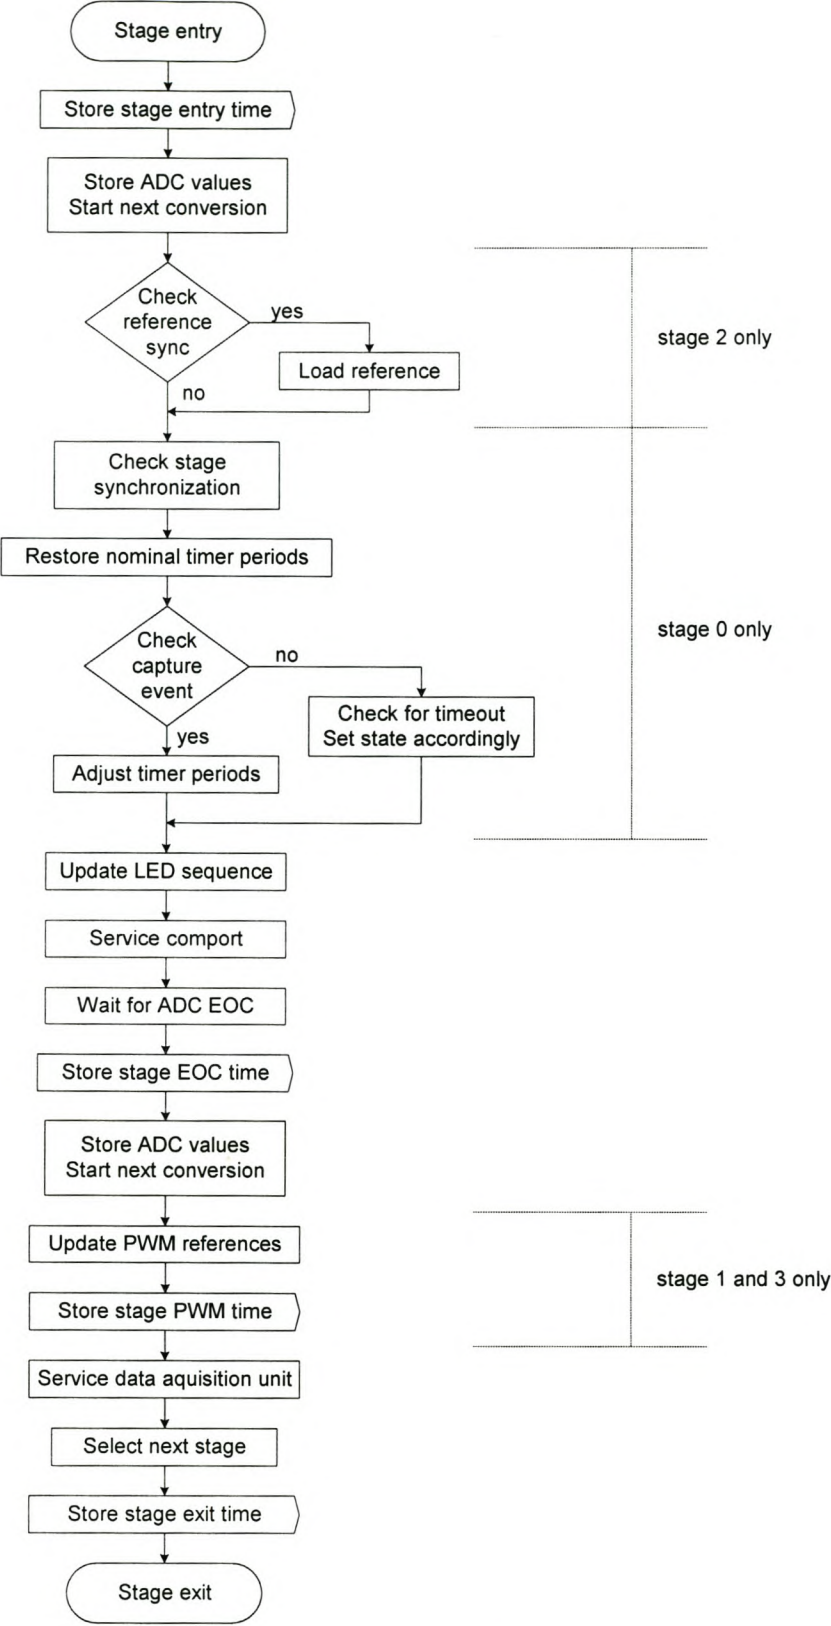 Stage entry
Store stage entry time
Store ADC values
Start next conversion
Check
reference
sync
yes
Load reference
no
stage 2 only
Check stage
synchronization
Restore nominal timer periods
Check
capture
event
no
Check for timeout
Set state accordingly
yes
Adjust timer periods
stage 0 only
Update LED sequence
Service comport
Wait for ADC EOC
Store stage EOC time
Store ADC values
Start next conversion
Update PWM references
Store stage PWM time
stage 1 and 3 only
Service data aquisition unit
Select next stage
Store stage exit time
Stage exit